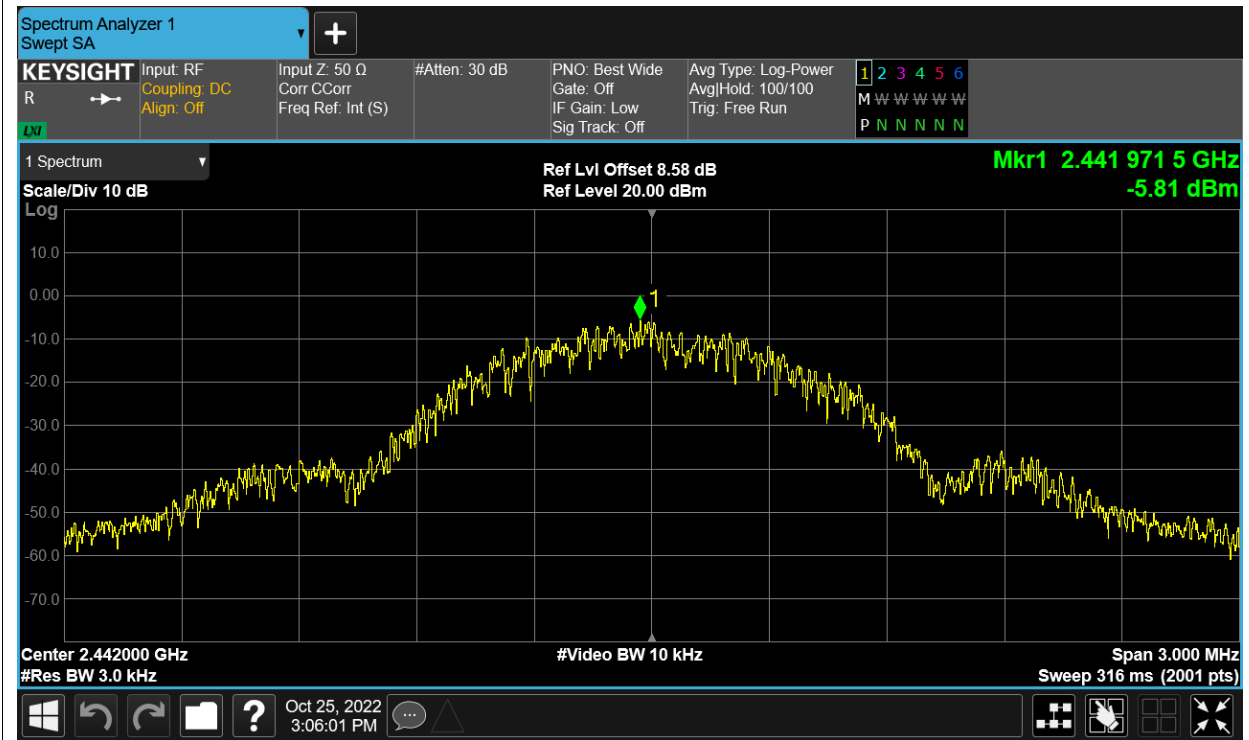 Spectrum Analyzer 1
Swept SA
KEYSIGHT
R
LXI
Input: RF
Coupling: DC
Align: Off
Input Z: 50 Ω
Corr CCorr
Freq Ref: Int (S)
#Atten: 30 dB
PNO: Best Wide
Gate: Off
IF Gain: Low
Sig Track: Off
Avg Type: Log-Power
Avg|Hold: 100/100
Trig: Free Run
1 2 3 4 5 6
M W W W W W
P N N N N N
1 Spectrum
Scale/Div 10 dB
Log
Ref Lvl Offset 8.58 dB
Ref Level 20.00 dBm
Mkr1 2.441 971 5 GHz
-5.81 dBm
10.0
0.00
-10.0
-20.0
-30.0
-40.0
-50.0
-60.0
-70.0
1
Center 2.442000 GHz
#Res BW 3.0 kHz
#Video BW 10 kHz
Span 3.000 MHz
Sweep 316 ms (2001 pts)
?
Oct 25, 2022
3:06:01 PM